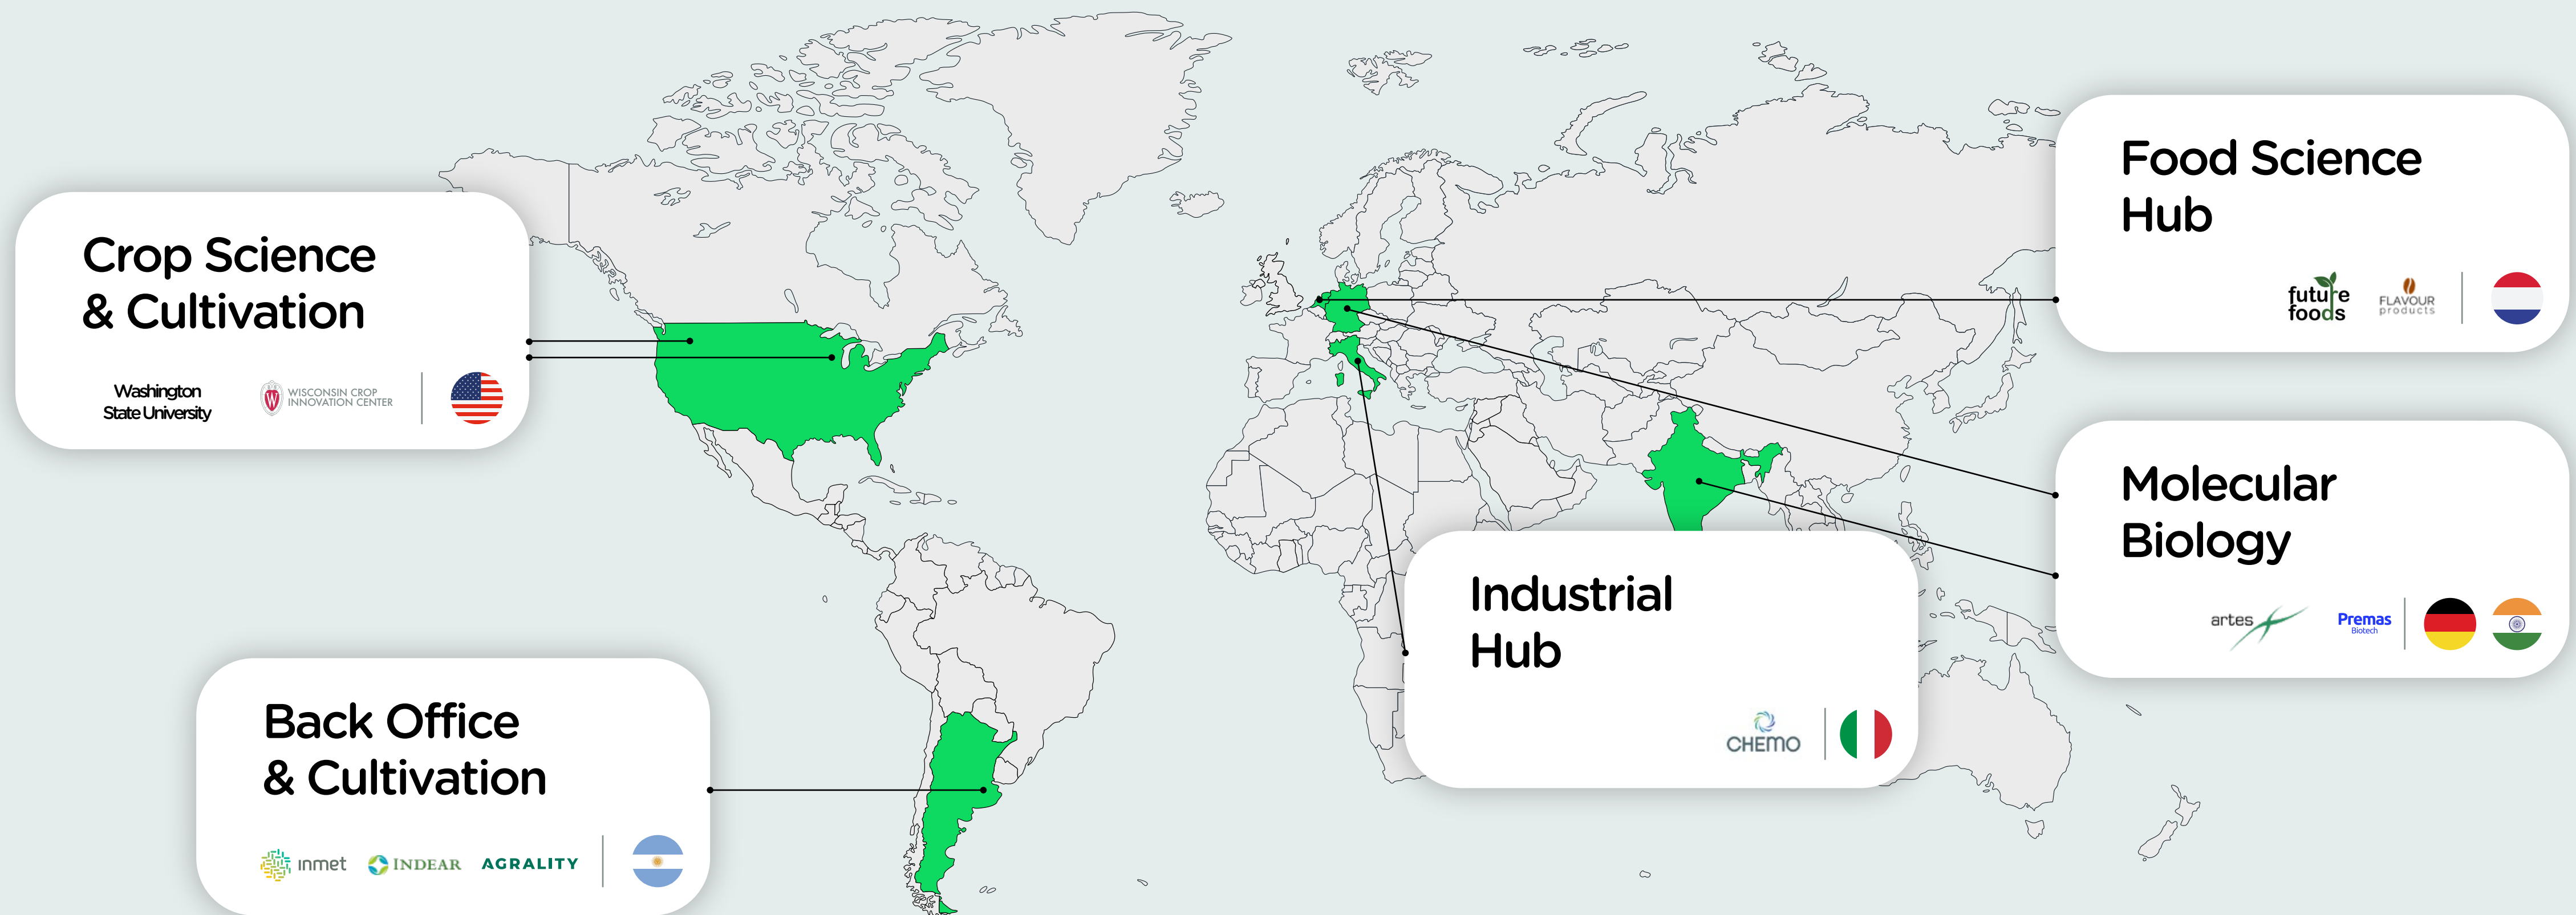 Crop Science
& Cultivation
Washington
State University
W
WISCONSIN CROP
INNOVATION CENTER
Back Office
& Cultivation
inmet
INDEAR
AGRALITY
Industrial
Hub
CHEMO
Food Science
Hub
future
foods
FLAVOUR
products
Molecular
Biology
artes
Premas
Biotech